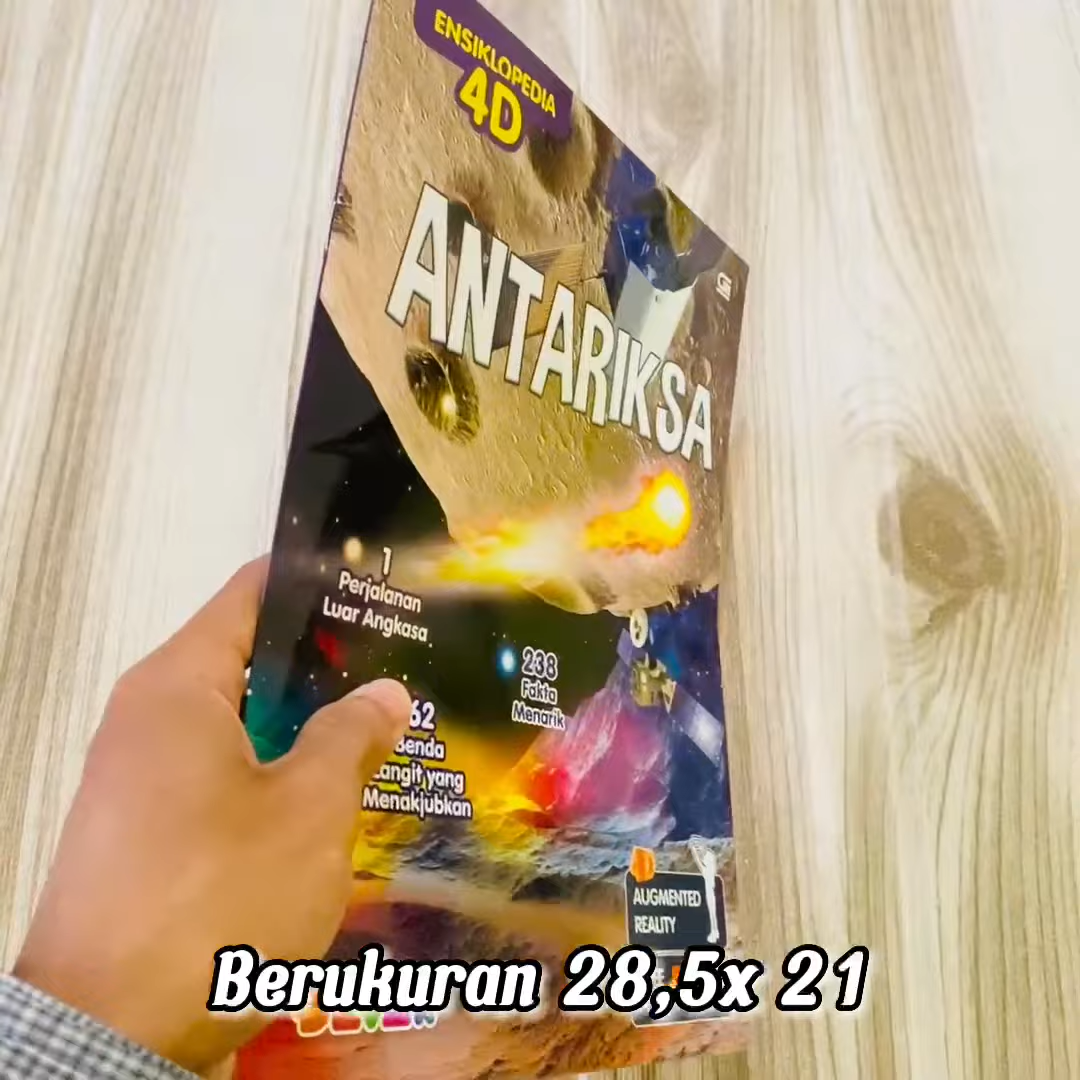 ENSIKLOPEDIA
4D
ANTARIKSA
1
Perjalanan
Luar Angkasa
238
Fakta
Menarik
62
Benda
Langit yang
Menakjubkan
AUGMENTED
REALITY
Berukuran 28,5x 21